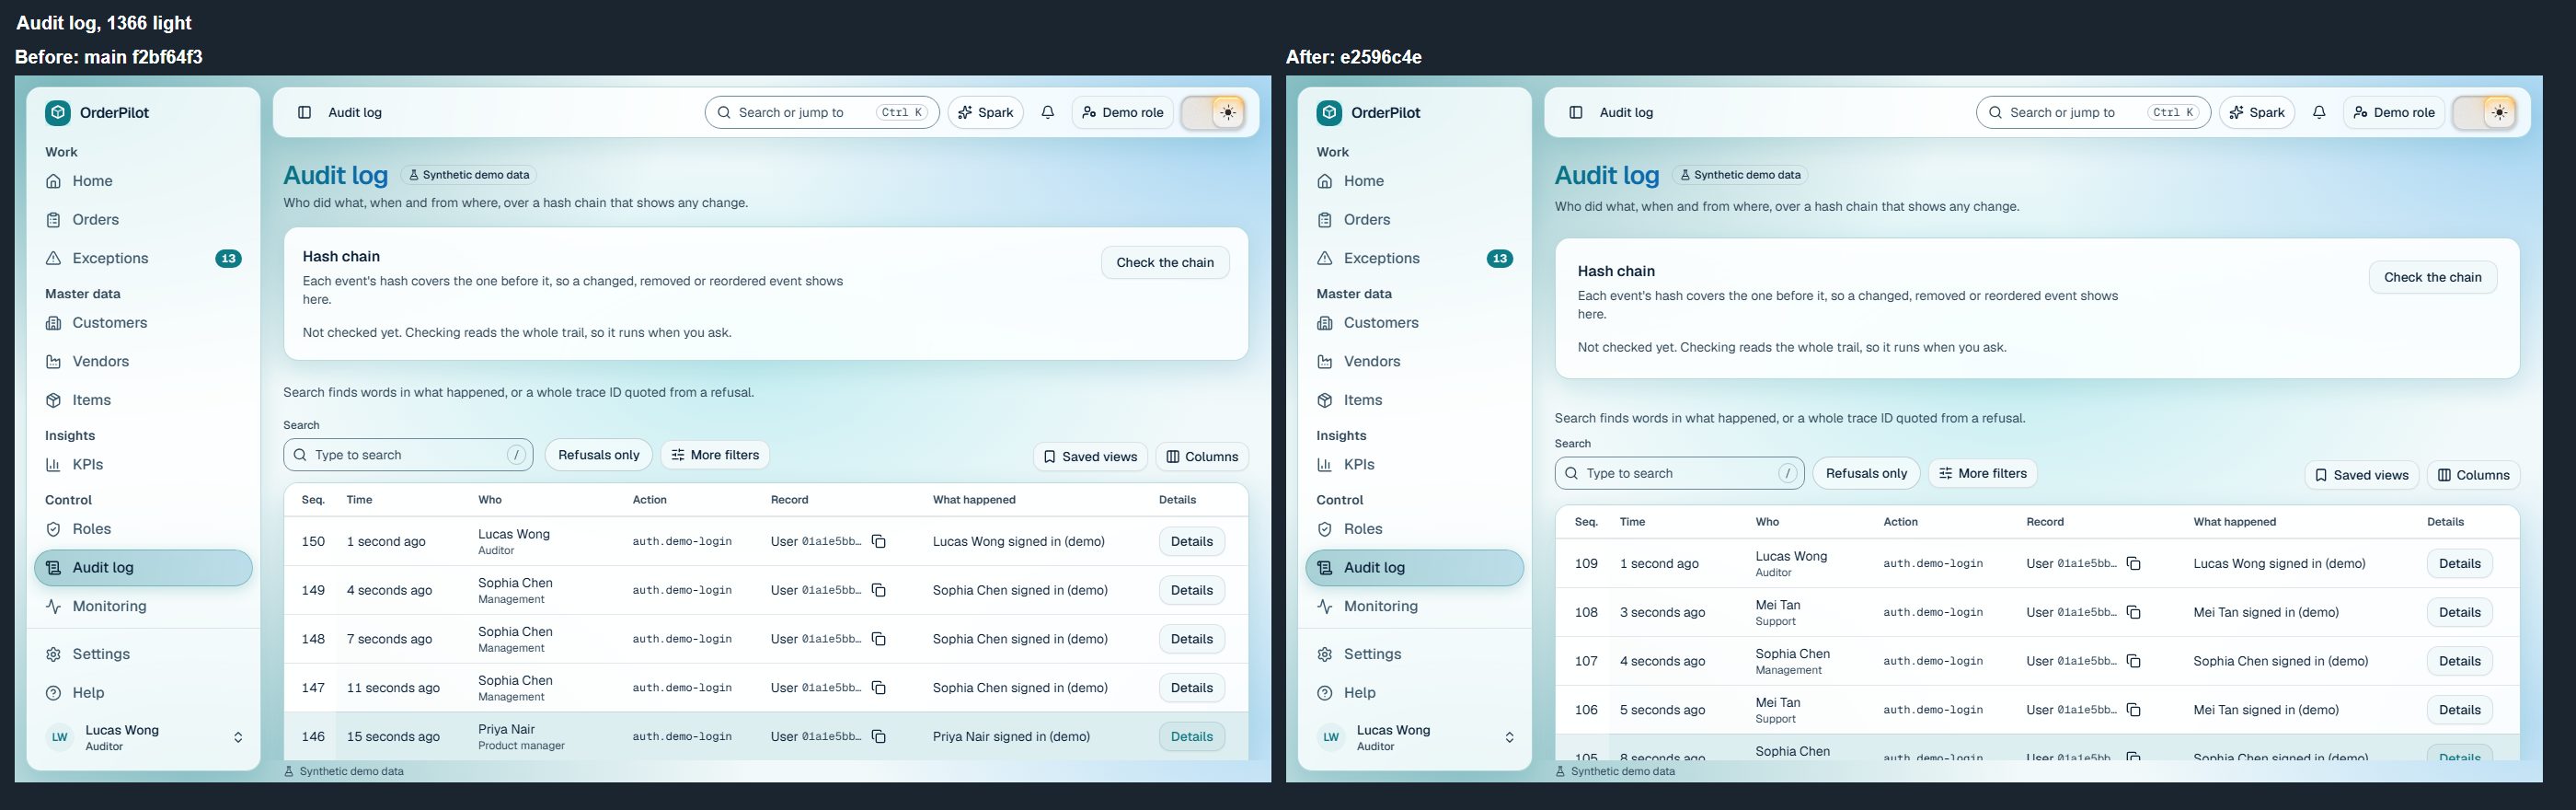 Audit log, 1366 light
Before: main f2bf64f3
OrderPilot
Work
Home
Orders
Exceptions 13
Master data
Customers
Vendors
Items
Insights
KPIs
Control
Roles
Audit log
Monitoring
Settings
Help
LW Lucas Wong
Auditor
Audit log
Search or jump to Ctrl K
Spark
Demo role
Audit log Synthetic demo data
Who did what, when and from where, over a hash chain that shows any change.
Hash chain
Check the chain
Each event's hash covers the one before it, so a changed, removed or reordered event shows
here.
Not checked yet. Checking reads the whole trail, so it runs when you ask.
Search finds words in what happened, or a whole trace ID quoted from a refusal.
Search
Type to search / Refusals only More filters Saved views Columns
Seq. Time Who Action Record What happened Details
150 1 second ago Lucas Wong auth.demo-login User 01a1e5bb… Lucas Wong signed in (demo) Details
Auditor
149 4 seconds ago Sophia Chen auth.demo-login User 01a1e5bb… Sophia Chen signed in (demo) Details
Management
148 7 seconds ago Sophia Chen auth.demo-login User 01a1e5bb… Sophia Chen signed in (demo) Details
Management
147 11 seconds ago Sophia Chen auth.demo-login User 01a1e5bb… Sophia Chen signed in (demo) Details
Management
146 15 seconds ago Priya Nair auth.demo-login User 01a1e5bb… Priya Nair signed in (demo) Details
Product manager
Synthetic demo data
After: e2596c4e
OrderPilot
Work
Home
Orders
Exceptions 13
Master data
Customers
Vendors
Items
Insights
KPIs
Control
Roles
Audit log
Monitoring
Settings
Help
LW Lucas Wong
Auditor
Audit log
Search or jump to Ctrl K
Spark
Demo role
Audit log Synthetic demo data
Who did what, when and from where, over a hash chain that shows any change.
Hash chain
Check the chain
Each event's hash covers the one before it, so a changed, removed or reordered event shows
here.
Not checked yet. Checking reads the whole trail, so it runs when you ask.
Search finds words in what happened, or a whole trace ID quoted from a refusal.
Search
Type to search / Refusals only More filters Saved views Columns
Seq. Time Who Action Record What happened Details
109 1 second ago Lucas Wong auth.demo-login User 01a1e5bb… Lucas Wong signed in (demo) Details
Auditor
108 3 seconds ago Mei Tan auth.demo-login User 01a1e5bb… Mei Tan signed in (demo) Details
Support
107 4 seconds ago Sophia Chen auth.demo-login User 01a1e5bb… Sophia Chen signed in (demo) Details
Management
106 5 seconds ago Mei Tan auth.demo-login User 01a1e5bb… Mei Tan signed in (demo) Details
Support
105 8 seconds ago Sophia Chen auth.demo-login User 01a1e5bb… Sophia Chen signed in (demo) Details
Synthetic demo data